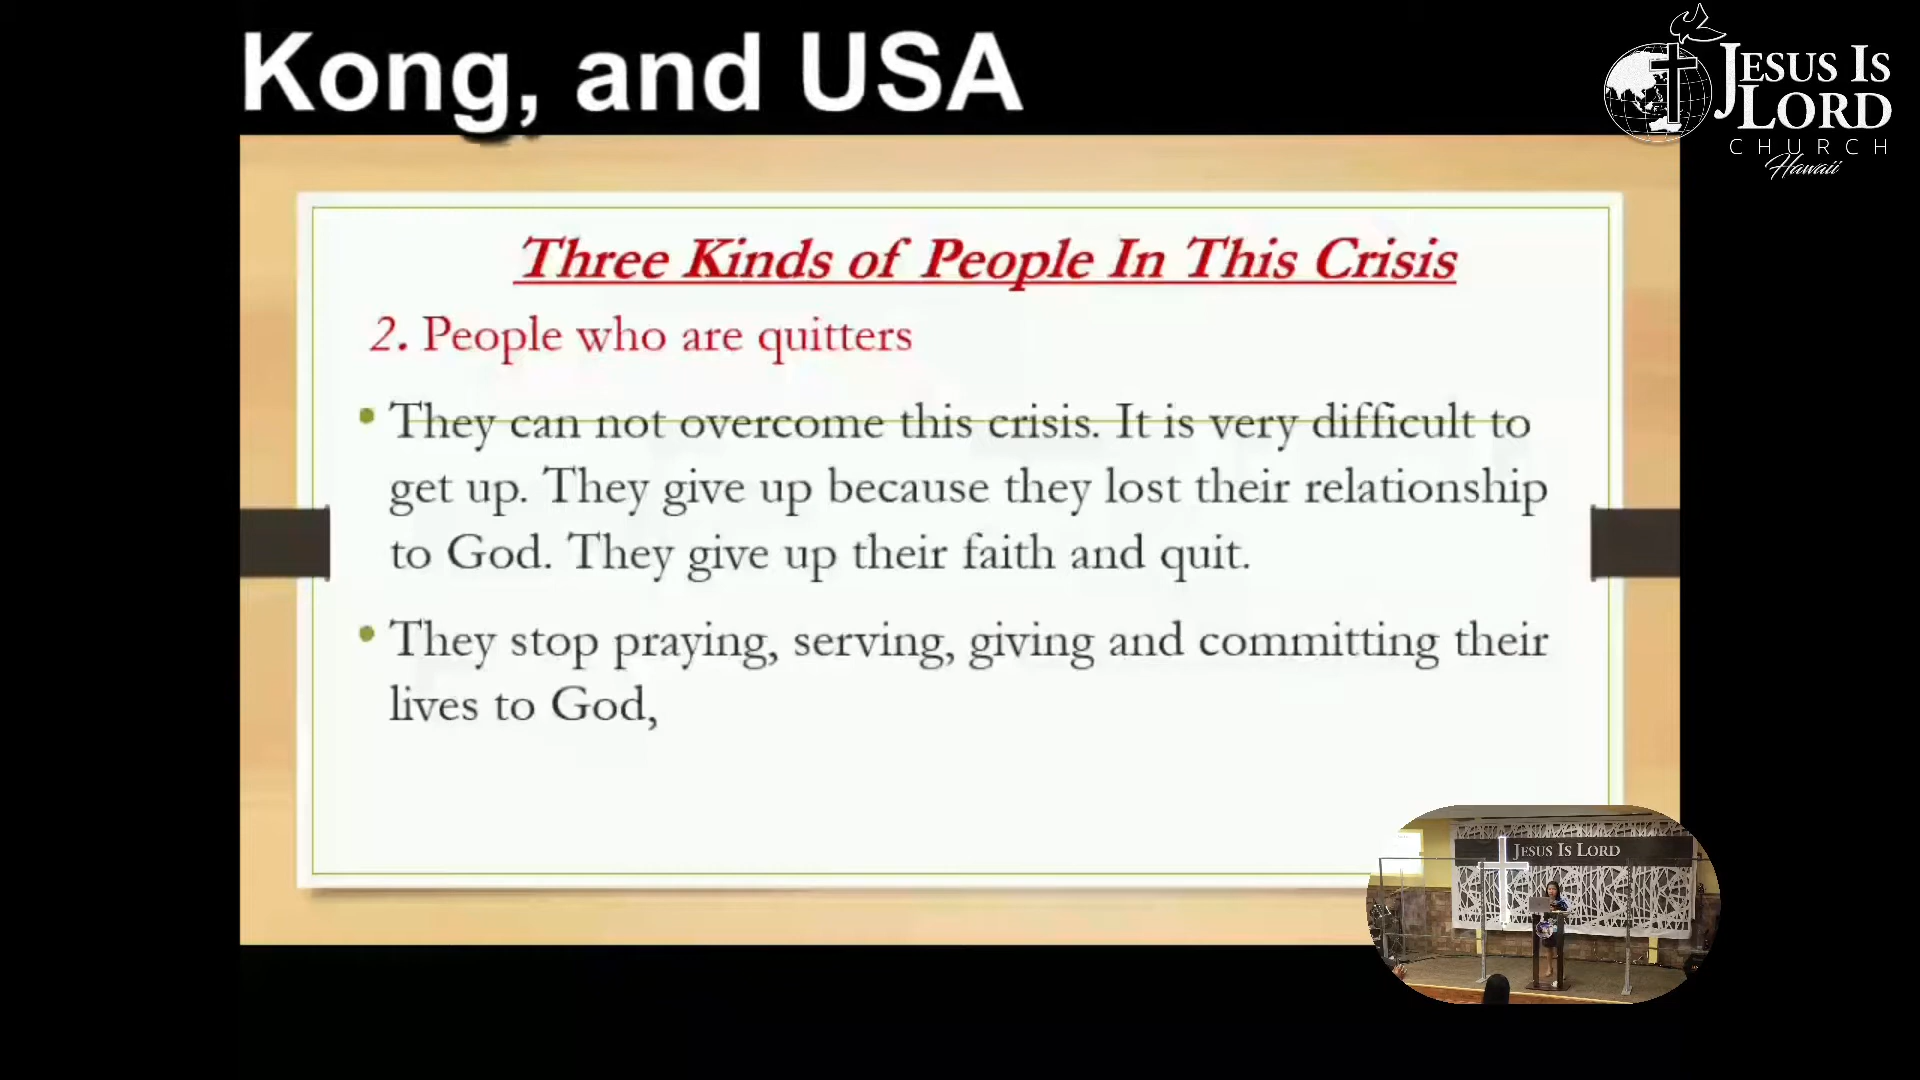 Kong, and USA
JESUS IS
LORD
CHURCH
Hawaii
Three Kinds of People In This Crisis
2. People who are quitters
• They can not overcome this crisis. It is very difficult to
get up. They give up because they lost their relationship
to God. They give up their faith and quit.
• They stop praying, serving, giving and committing their
lives to God,
JESUS IS LORD